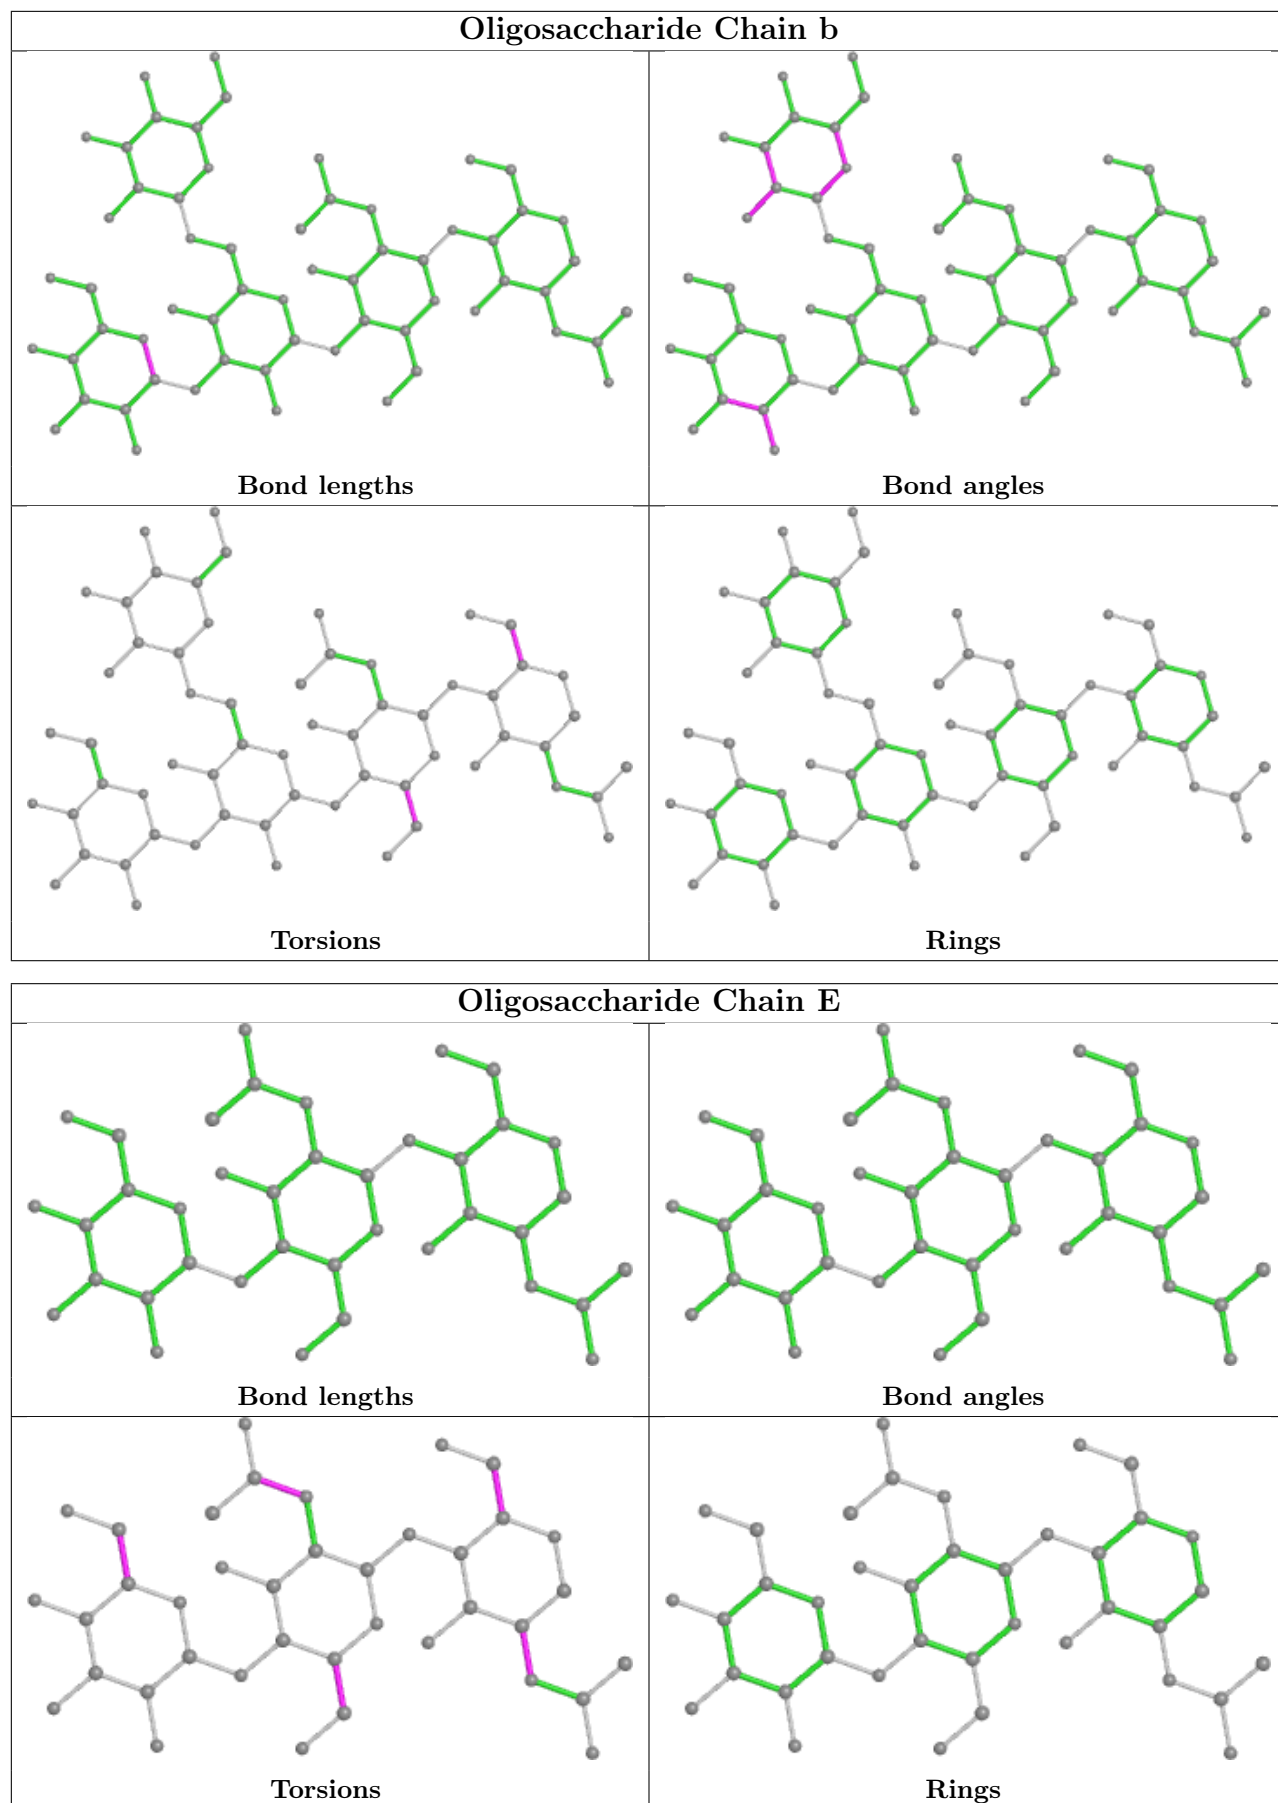 Oligosaccharide Chain b
Bond lengths
Bond angles
Torsions
Rings
Oligosaccharide Chain E
Bond lengths
Bond angles
Torsions
Rings